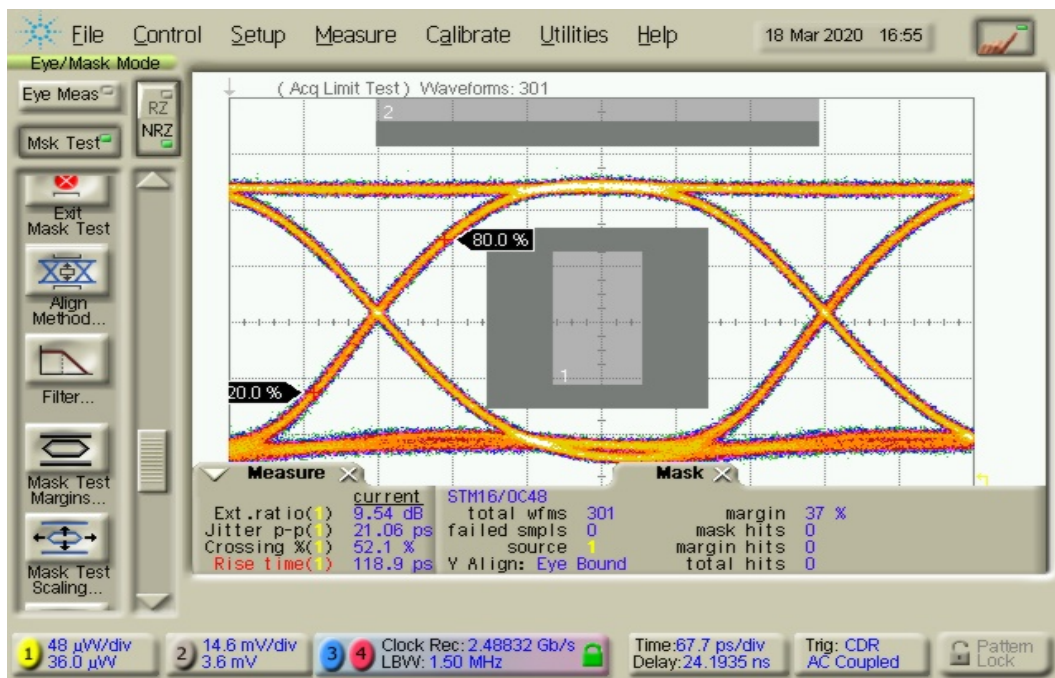 File Control Setup Measure Calibrate Utilities Help 18 Mar 2020 16:55
Eye/Mask Mode
Eye Meas
RZ
NRZ
Msk Test
Exit
Mask Test
Align
Method...
Filter...
Mask Test
Margins...
Mask Test
Scaling...
( Acq Limit Test ) Waveforms: 301
2
80.0 %
1
20.0 %
Measure
current
Ext.ratio(1) 9.54 dB
Jitter p-p(1) 21.06 ps
Crossing %(1) 52.1 %
Rise time(1) 118.9 ps
Mask
STM16/OC48
total wfms 301 margin 37 %
failed smpls 0 mask hits 0
source 1 margin hits 0
Y Align: Eye Bound total hits 0
1 48 µW/div
36.0 µW
2 14.6 mV/div
3.6 mV
3 4 Clock Rec: 2.48832 Gb/s
LBW: 1.50 MHz
Time:67.7 ps/div
Delay:24.1935 ns
Trig: CDR
AC Coupled
Pattern
Lock